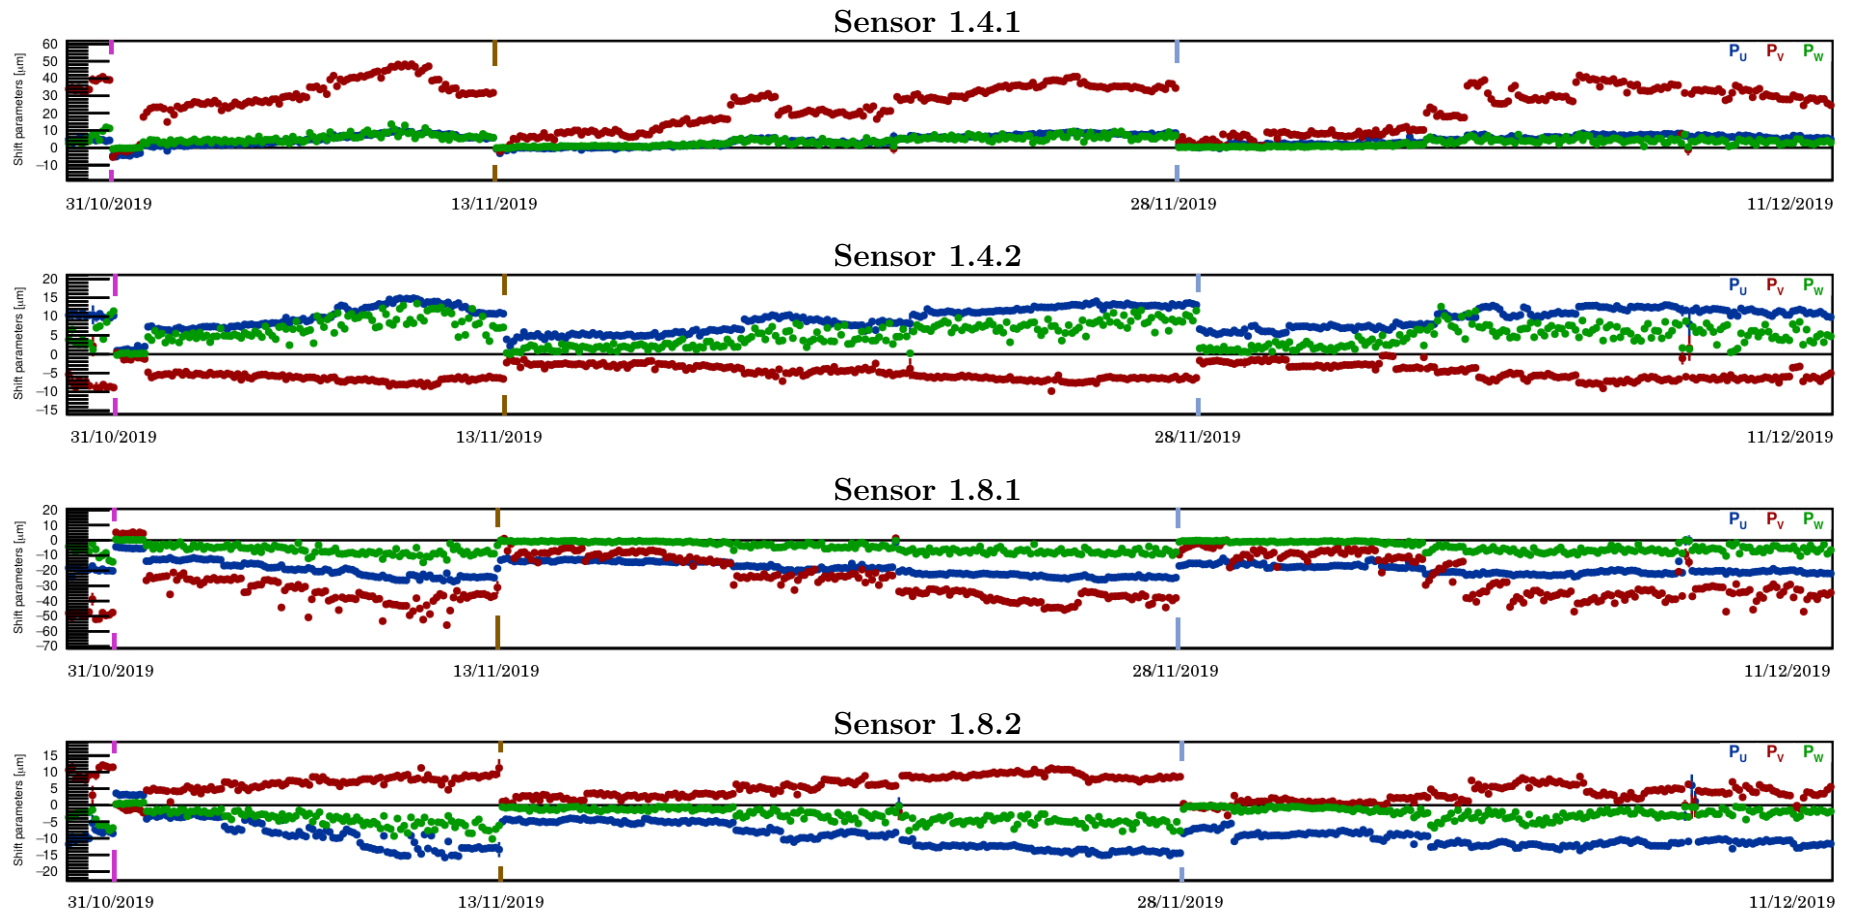 Sensor 1.4.1
Shift parameters [μm]
60
50
40
30
20
10
0
−10
P_U P_V P_W
31/10/2019 13/11/2019 28/11/2019 11/12/2019
Sensor 1.4.2
Shift parameters [μm]
20
15
10
5
0
−5
−10
−15
P_U P_V P_W
31/10/2019 13/11/2019 28/11/2019 11/12/2019
Sensor 1.8.1
Shift parameters [μm]
20
10
0
−10
−20
−30
−40
−50
−60
−70
P_U P_V P_W
31/10/2019 13/11/2019 28/11/2019 11/12/2019
Sensor 1.8.2
Shift parameters [μm]
15
10
5
0
−5
−10
−15
−20
P_U P_V P_W
31/10/2019 13/11/2019 28/11/2019 11/12/2019